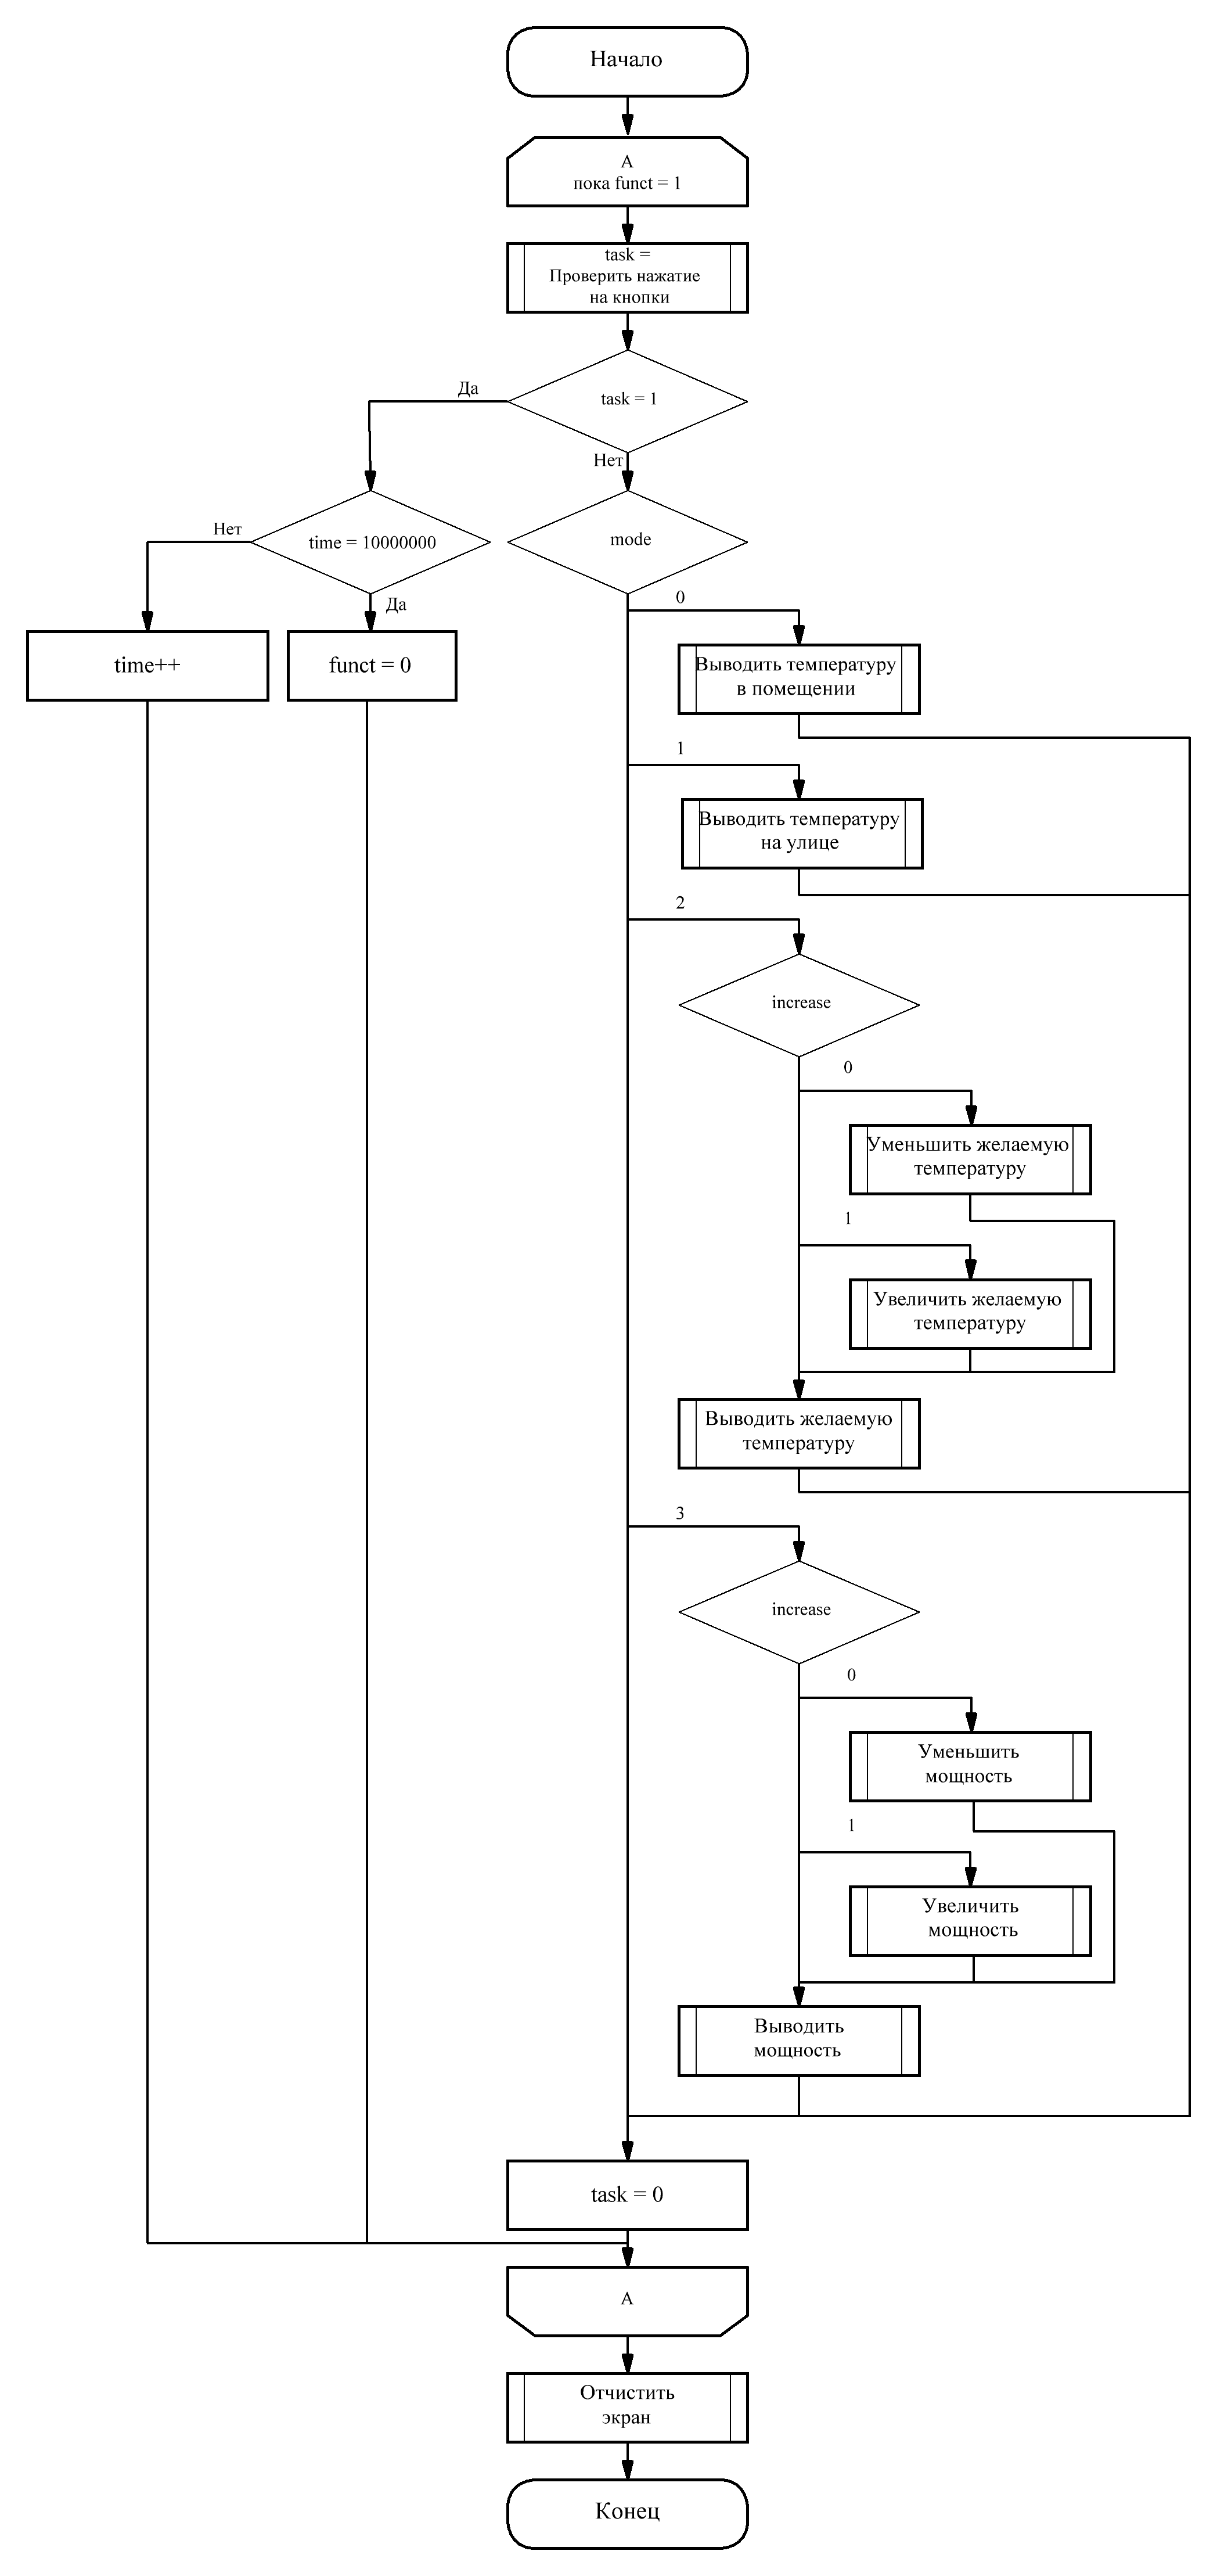 Начало
А
пока funct = 1
task =
Проверить нажатие
на кнопки
Да
task = 1
Нет
Нет
time = 10000000
mode
Да
0
time++
funct = 0
Выводить температуру
в помещении
1
Выводить температуру
на улице
2
increase
0
Уменьшить желаемую
температуру
1
Увеличить желаемую
температуру
Выводить желаемую
температуру
3
increase
0
Уменьшить
мощность
1
Увеличить
мощность
Выводить
мощность
task = 0
А
Отчистить
экран
Конец